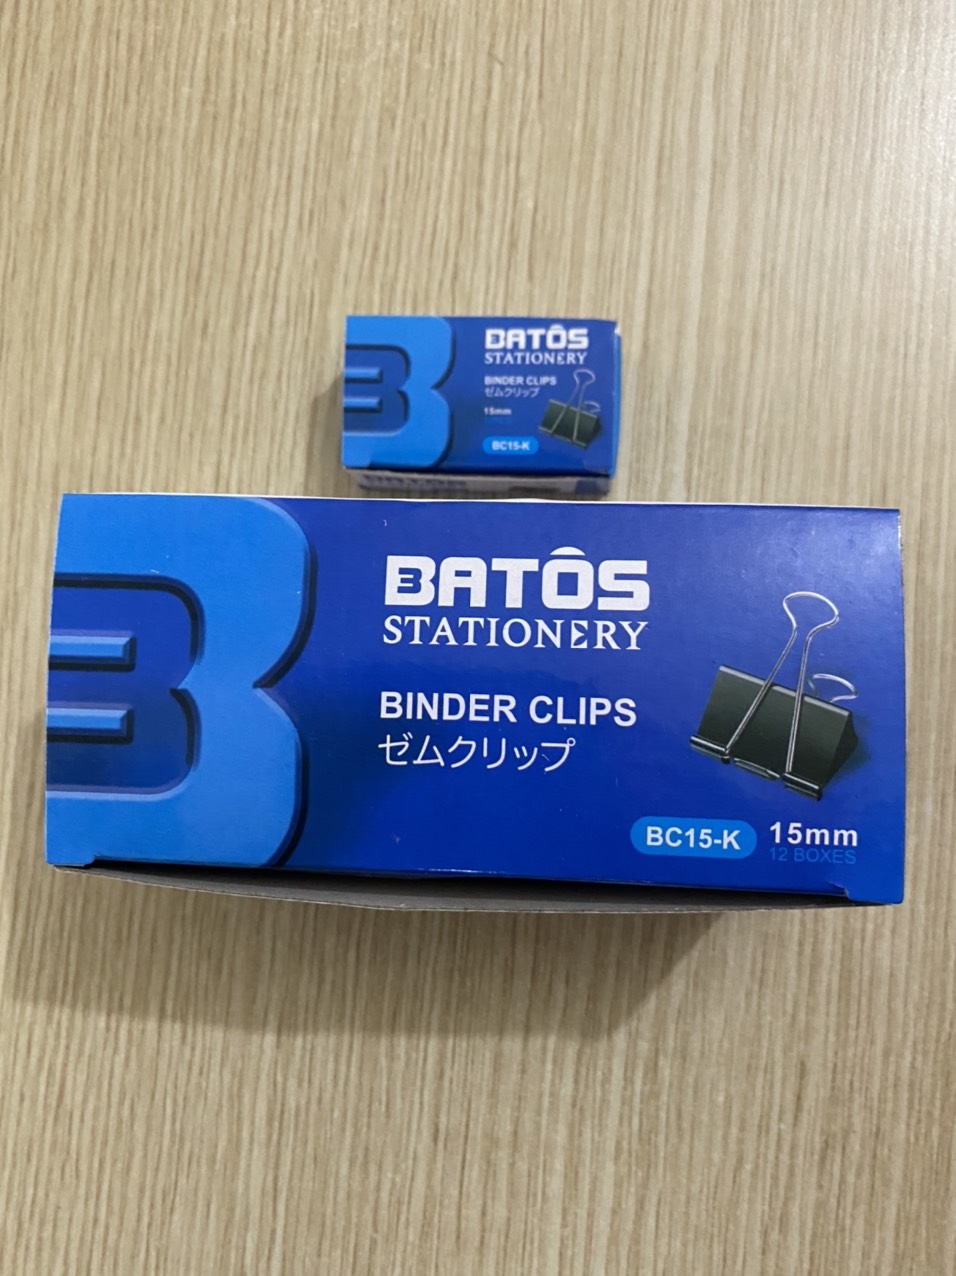 BATÔS
STATIONERY
BINDER CLIPS
ゼムクリップ
15mm
BC15-K
BATÔS
BATÔS
STATIONERY
BINDER CLIPS
ゼムクリップ
BC15-K 15mm
12 BOXES